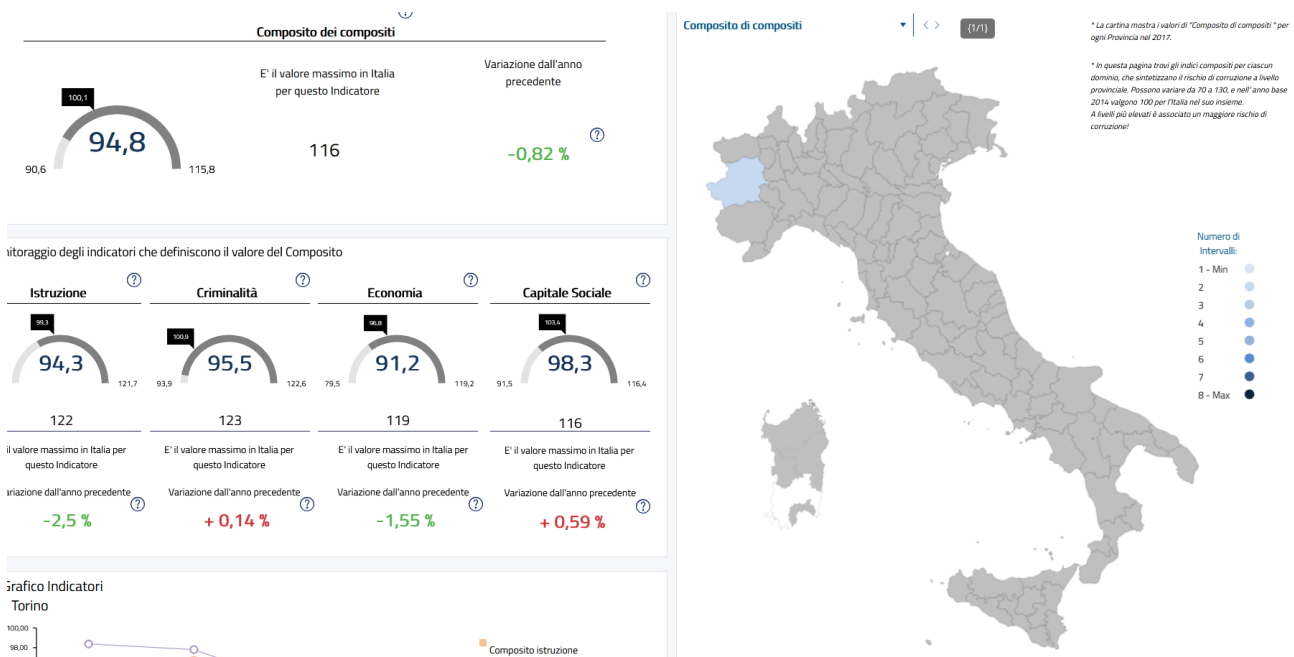 Composito dei compositi
E' il valore massimo in Italia
per questo Indicatore
Variazione dall'anno
precedente
100,1
94,8
90,6
115,8
116
?
-0,82 %
nitoraggio degli indicatori che definiscono il valore del Composito
?
?
?
?
Istruzione
Criminalità
Economia
Capitale Sociale
99,3
100,9
96,8
103,4
94,3
95,5
91,2
98,3
121,7
93,9
122,6
79,5
119,2
91,5
116,4
122
123
119
116
il valore massimo in Italia per
questo Indicatore
E' il valore massimo in Italia per
questo Indicatore
E' il valore massimo in Italia per
questo Indicatore
E' il valore massimo in Italia per
questo Indicatore
ariazione dall'anno precedente
?
Variazione dall'anno precedente
?
Variazione dall'anno precedente
?
Variazione dall'anno precedente
?
-2,5 %
+ 0,14 %
-1,55 %
+ 0,59 %
Grafico Indicatori
Torino
100,00
98,00
Composito istruzione
Composito di compositi
{1/1}
* La cartina mostra i valori di "Composito di compositi " per
ogni Provincia nel 2017.
* In questa pagina trovi gli indici compositi per ciascun
dominio, che sintetizzano il rischio di corruzione a livello
provinciale. Possono variare da 70 a 130, e nell' anno base
2014 valgono 100 per l'Italia nel suo insieme.
A livelli più elevati è associato un maggiore rischio di
corruzione!
Numero di
Intervalli:
1 - Min
2
3
4
5
6
7
8 - Max